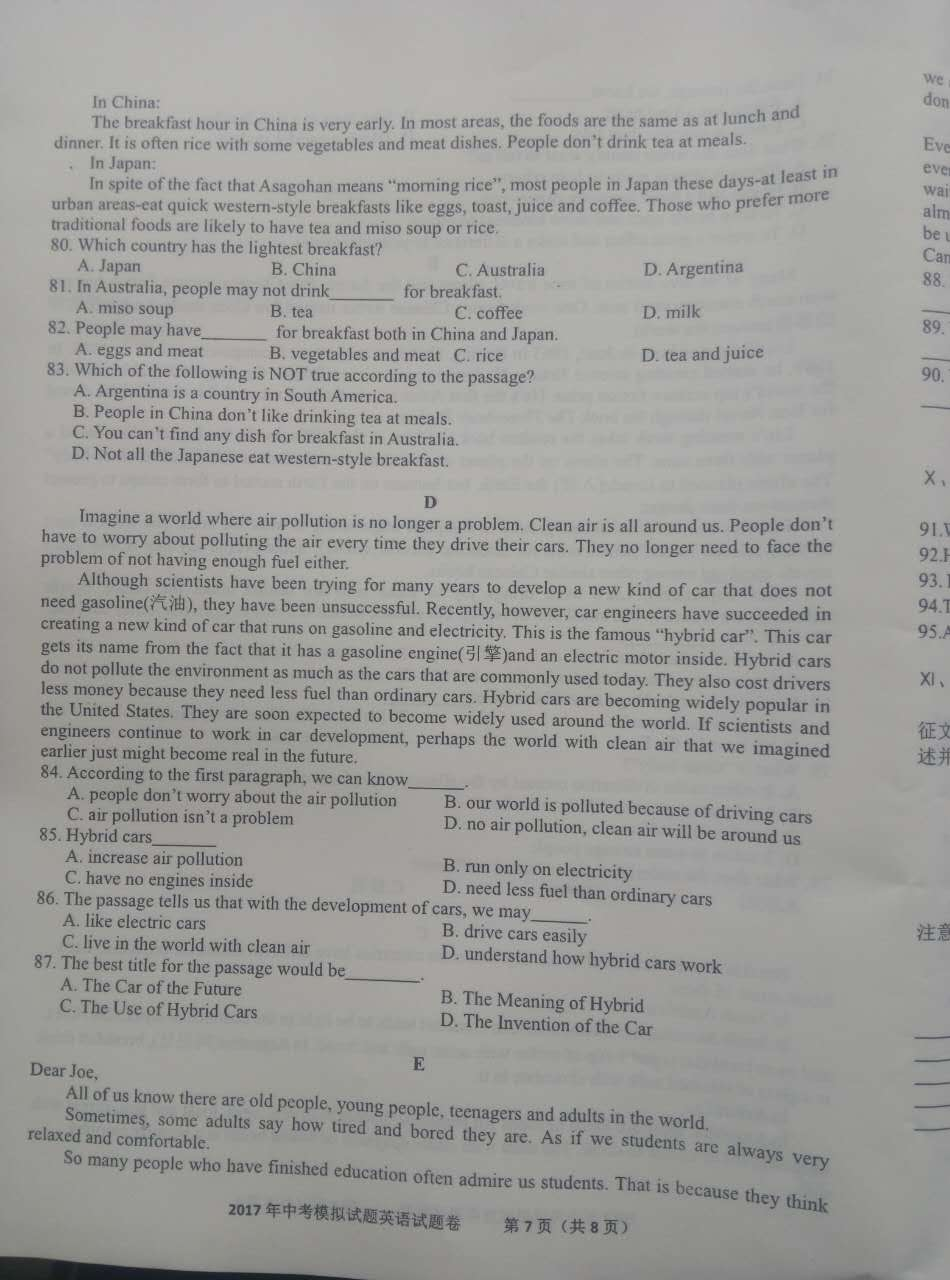 In China:
The breakfast hour in China is very early. In most areas, the foods are the same as at lunch and
dinner. It is often rice with some vegetables and meat dishes. People don't drink tea at meals.
、 In Japan:
In spite of the fact that Asagohan means “morning rice”, most people in Japan these days-at least in
urban areas-eat quick western-style breakfasts like eggs, toast, juice and coffee. Those who prefer more
traditional foods are likely to have tea and miso soup or rice.
80. Which country has the lightest breakfast?
A. Japan B. China C. Australia D. Argentina
81. In Australia, people may not drink_______ for breakfast.
A. miso soup B. tea C. coffee D. milk
82. People may have_______ for breakfast both in China and Japan.
A. eggs and meat B. vegetables and meat C. rice D. tea and juice
83. Which of the following is NOT true according to the passage?
A. Argentina is a country in South America.
B. People in China don't like drinking tea at meals.
C. You can't find any dish for breakfast in Australia.
D. Not all the Japanese eat western-style breakfast.
D
Imagine a world where air pollution is no longer a problem. Clean air is all around us. People don't
have to worry about polluting the air every time they drive their cars. They no longer need to face the
problem of not having enough fuel either.
Although scientists have been trying for many years to develop a new kind of car that does not
need gasoline(汽油), they have been unsuccessful. Recently, however, car engineers have succeeded in
creating a new kind of car that runs on gasoline and electricity. This is the famous “hybrid car”. This car
gets its name from the fact that it has a gasoline engine(引擎)and an electric motor inside. Hybrid cars
do not pollute the environment as much as the cars that are commonly used today. They also cost drivers
less money because they need less fuel than ordinary cars. Hybrid cars are becoming widely popular in
the United States. They are soon expected to become widely used around the world. If scientists and
engineers continue to work in car development, perhaps the world with clean air that we imagined
earlier just might become real in the future.
84. According to the first paragraph, we can know______.
A. people don't worry about the air pollution B. our world is polluted because of driving cars
C. air pollution isn't a problem D. no air pollution, clean air will be around us
85. Hybrid cars_______
A. increase air pollution B. run only on electricity
C. have no engines inside D. need less fuel than ordinary cars
86. The passage tells us that with the development of cars, we may______.
A. like electric cars B. drive cars easily
C. live in the world with clean air D. understand how hybrid cars work
87. The best title for the passage would be________.
A. The Car of the Future B. The Meaning of Hybrid
C. The Use of Hybrid Cars D. The Invention of the Car
E
Dear Joe,
All of us know there are old people, young people, teenagers and adults in the world.
Sometimes, some adults say how tired and bored they are. As if we students are always very
relaxed and comfortable.
So many people who have finished education often admire us students. That is because they think
2017 年中考模拟试题英语试题卷 第 7 页（共 8 页）
we
don
Eve
eve
wai
alm
be
Can
88.
89.
90.
X、
91.
92.
93.
94.T
95.A
XI、
征文
述并
注意